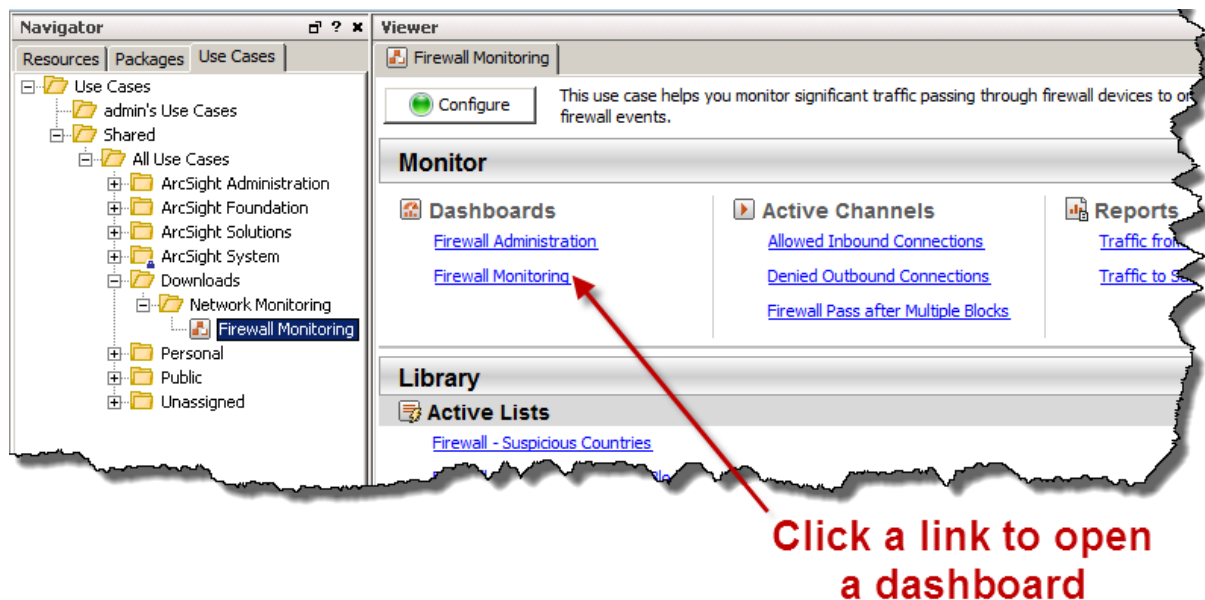 Navigator
Resources Packages Use Cases
Use Cases
admin's Use Cases
Shared
All Use Cases
ArcSight Administration
ArcSight Foundation
ArcSight Solutions
ArcSight System
Downloads
Network Monitoring
Firewall Monitoring
Personal
Public
Unassigned
Viewer
Firewall Monitoring
Configure
This use case helps you monitor significant traffic passing through firewall devices to
firewall events.
Monitor
Dashboards
Firewall Administration
Firewall Monitoring
Active Channels
Allowed Inbound Connections
Denied Outbound Connections
Firewall Pass after Multiple Blocks
Reports
Traffic from
Traffic to
Library
Active Lists
Firewall - Suspicious Countries
Click a link to open
a dashboard